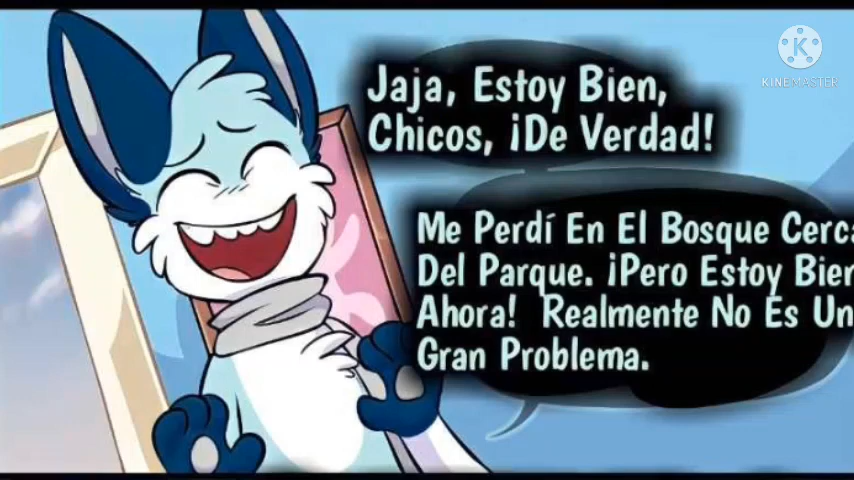 Jaja, Estoy Bien,
Chicos, ¡De Verdad!
KINEMASTER
Me Perdí En El Bosque Cerca
Del Parque. ¡Pero Estoy Bien
Ahora! Realmente No Es Un
Gran Problema.